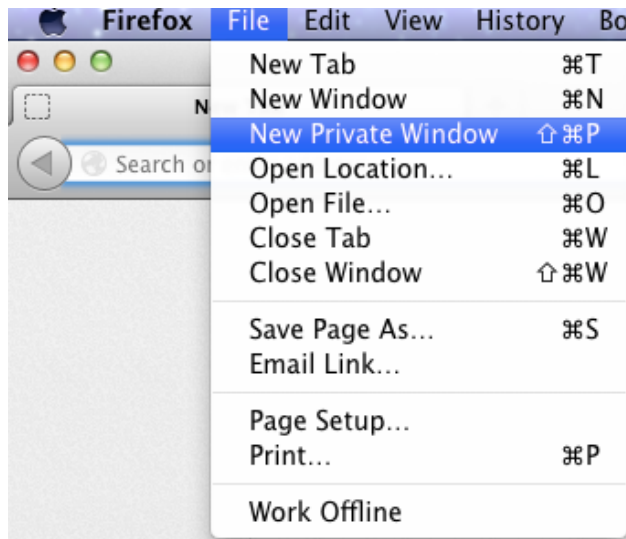 Firefox File Edit View History Bo
New Tab ⌘T
New Window ⌘N
New Private Window ⇧⌘P
Search or
Open Location... ⌘L
Open File... ⌘O
Close Tab ⌘W
Close Window ⇧⌘W
Save Page As... ⌘S
Email Link...
Page Setup...
Print... ⌘P
Work Offline